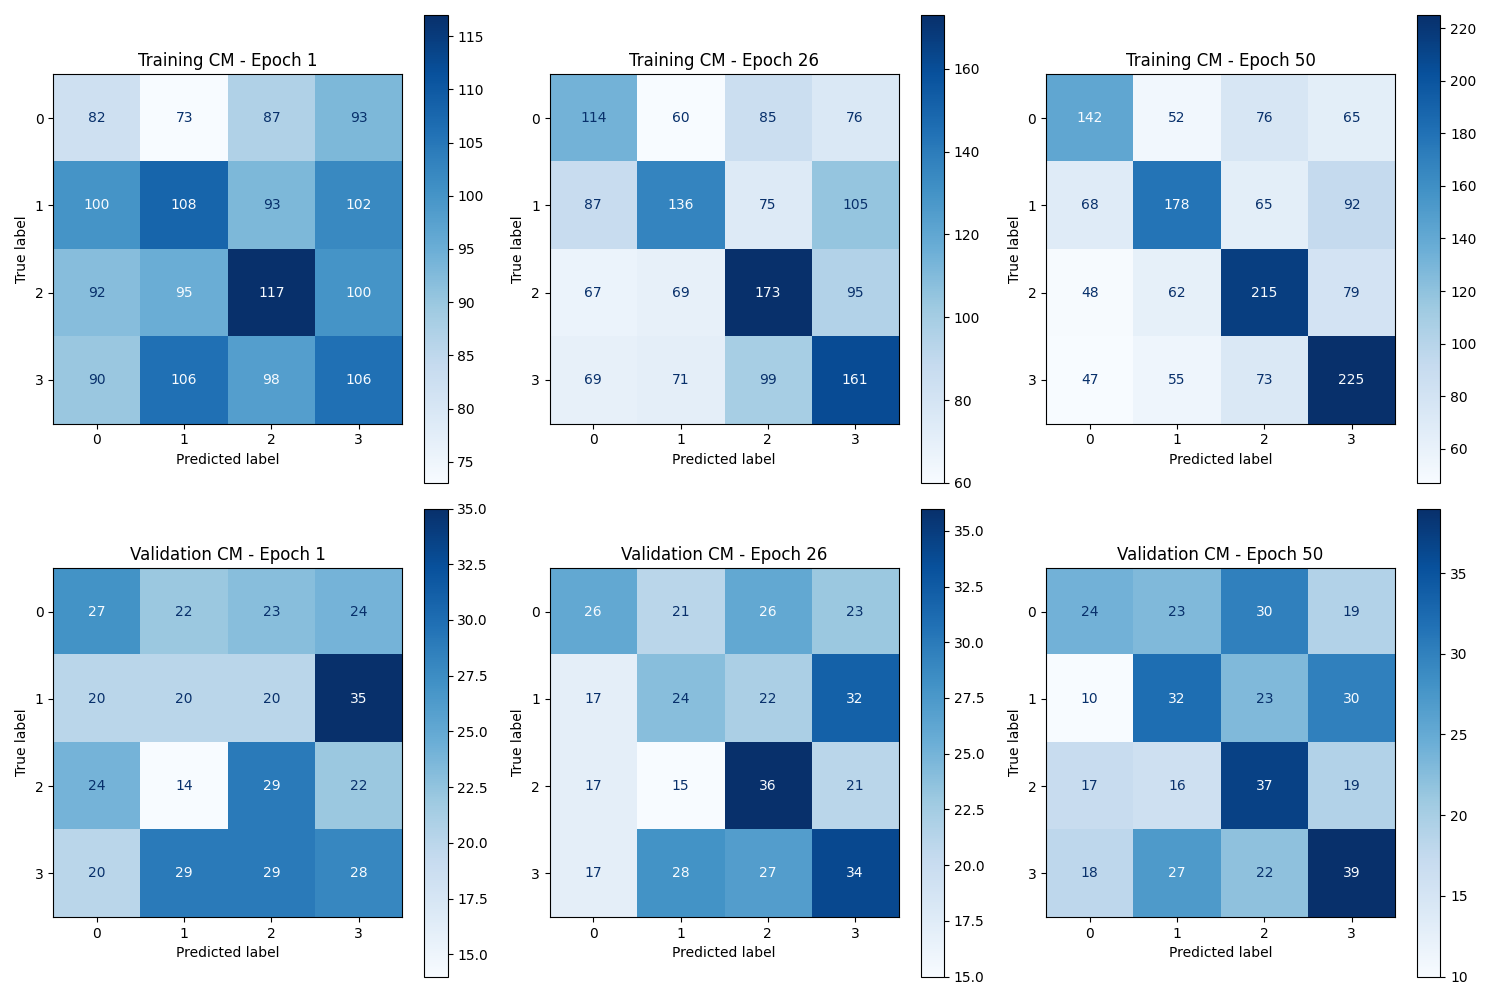 Training CM - Epoch 1
0 82 73 87 93
1 100 108 93 102
2 92 95 117 100
3 90 106 98 106
0 1 2 3
Predicted label
True label
115
110
105
100
95
90
85
80
75
Training CM - Epoch 26
0 114 60 85 76
1 87 136 75 105
2 67 69 173 95
3 69 71 99 161
0 1 2 3
Predicted label
True label
160
140
120
100
80
60
Training CM - Epoch 50
0 142 52 76 65
1 68 178 65 92
2 48 62 215 79
3 47 55 73 225
0 1 2 3
Predicted label
True label
220
200
180
160
140
120
100
80
60
Validation CM - Epoch 1
0 27 22 23 24
1 20 20 20 35
2 24 14 29 22
3 20 29 29 28
0 1 2 3
Predicted label
True label
35.0
32.5
30.0
27.5
25.0
22.5
20.0
17.5
15.0
Validation CM - Epoch 26
0 26 21 26 23
1 17 24 22 32
2 17 15 36 21
3 17 28 27 34
0 1 2 3
Predicted label
True label
35.0
32.5
30.0
27.5
25.0
22.5
20.0
17.5
15.0
Validation CM - Epoch 50
0 24 23 30 19
1 10 32 23 30
2 17 16 37 19
3 18 27 22 39
0 1 2 3
Predicted label
True label
35
30
25
20
15
10